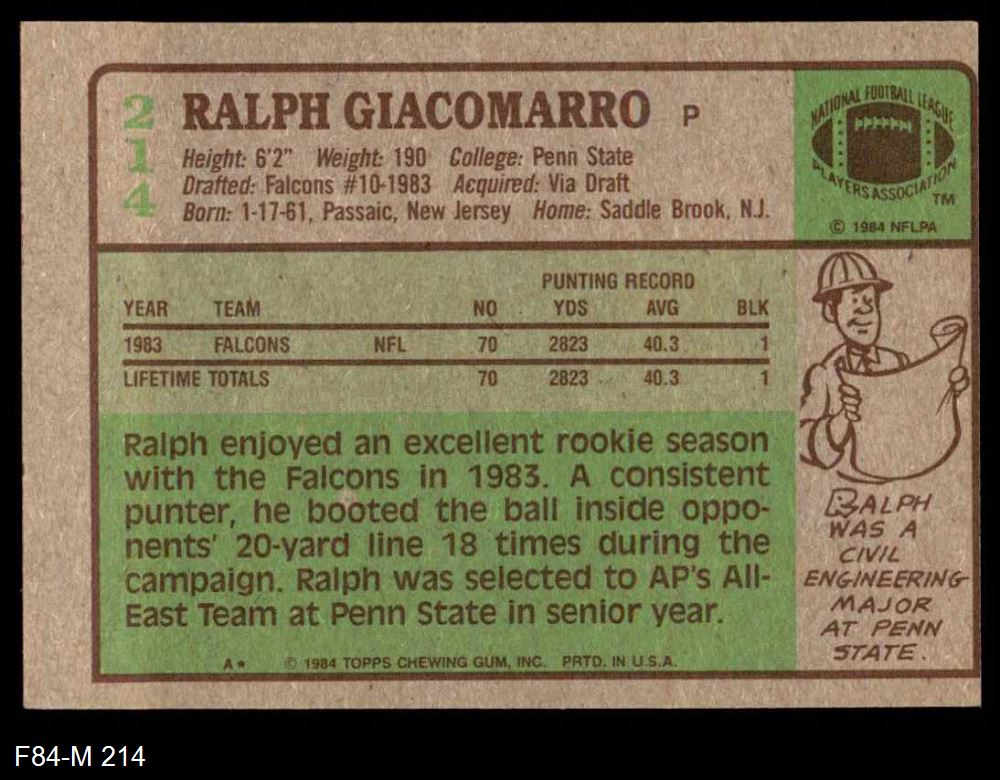 214
RALPH GIACOMARRO P
Height: 6'2" Weight: 190 College: Penn State
Drafted: Falcons #10-1983 Acquired: Via Draft
Born: 1-17-61, Passaic, New Jersey Home: Saddle Brook, N.J.
NATIONAL FOOTBALL LEAGUE
PLAYERS ASSOCIATION
TM
© 1984 NFLPA
PUNTING RECORD
YEAR TEAM NO YDS AVG BLK
1983 FALCONS NFL 70 2823 40.3 1
LIFETIME TOTALS 70 2823 40.3 1
Ralph enjoyed an excellent rookie season
with the Falcons in 1983. A consistent
punter, he booted the ball inside oppo-
nents' 20-yard line 18 times during the
campaign. Ralph was selected to AP's All-
East Team at Penn State in senior year.
A* © 1984 TOPPS CHEWING GUM, INC. PRTD. IN U.S.A.
RALPH
WAS A
CIVIL
ENGINEERING
MAJOR
AT PENN
STATE.
F84-M 214